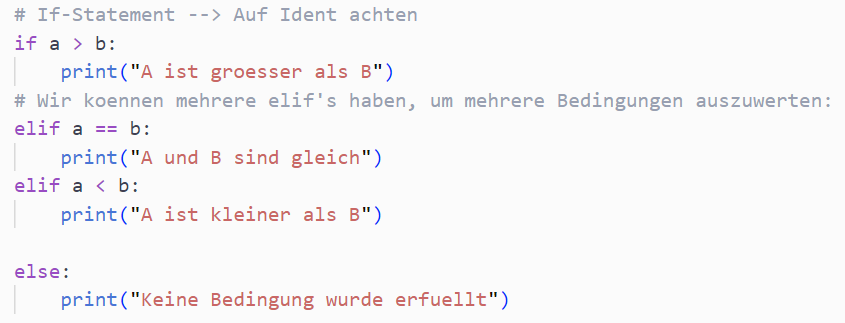 # If-Statement --> Auf Ident achten
if a > b:
    print("A ist groesser als B")
# Wir koennen mehrere elif's haben, um mehrere Bedingungen auszuwerten:
elif a == b:
    print("A und B sind gleich")
elif a < b:
    print("A ist kleiner als B")

else:
    print("Keine Bedingung wurde erfuellt")